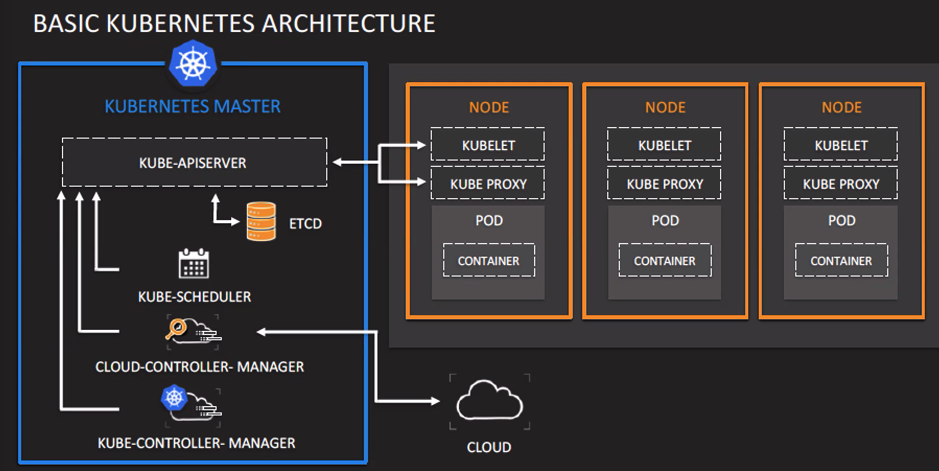 BASIC KUBERNETES ARCHITECTURE
KUBERNETES MASTER
KUBE-APISERVER
ETCD
KUBE-SCHEDULER
CLOUD-CONTROLLER- MANAGER
KUBE-CONTROLLER- MANAGER
NODE
KUBELET
KUBE PROXY
POD
CONTAINER
NODE
KUBELET
KUBE PROXY
POD
CONTAINER
NODE
KUBELET
KUBE PROXY
POD
CONTAINER
CLOUD